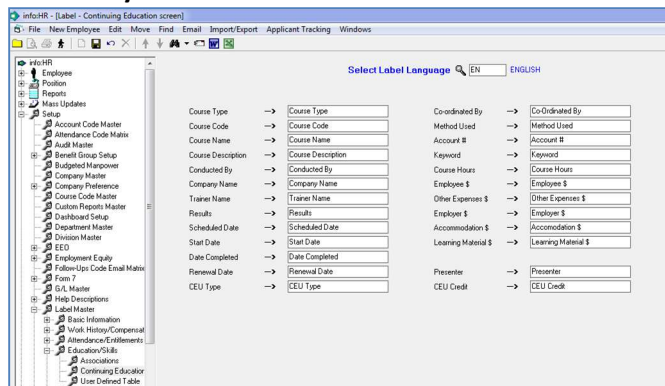 info:HR - [Label - Continuing Education screen]
File New Employee Edit Move Find Email Import/Export Applicant Tracking Windows
info:HR
Employee
Position
Reports
Mass Updates
Setup
Account Code Master
Attendance Code Matrix
Audit Master
Benefit Group Setup
Budgeted Manpower
Company Master
Company Preference
Course Code Master
Custom Reports Master
Dashboard Setup
Department Master
Division Master
EEO
Employment Equity
Follow-Ups Code Email Matrix
Form 7
G/L Master
Help Descriptions
Label Master
Basic Information
Work History/Compensat
Attendance/Entitlements
Education/Skills
Associations
Continuing Education
User Defined Table
Select Label Language EN ENGLISH
Course Type --> Course Type Co-ordinated By --> Co-Ordinated By
Course Code --> Course Code Method Used --> Method Used
Course Name --> Course Name Account # --> Account #
Course Description --> Course Description Keyword --> Keyword
Conducted By --> Conducted By Course Hours --> Course Hours
Company Name --> Company Name Employee $ --> Employee $
Trainer Name --> Trainer Name Other Expenses $ --> Other Expenses $
Results --> Results Employer $ --> Employer $
Scheduled Date --> Scheduled Date Accommodation $ --> Accomodation $
Start Date --> Start Date Learning Material $ --> Learning Material $
Date Completed --> Date Completed
Renewal Date --> Renewal Date Presenter --> Presenter
CEU Type --> CEU Type CEU Credit --> CEU Credit